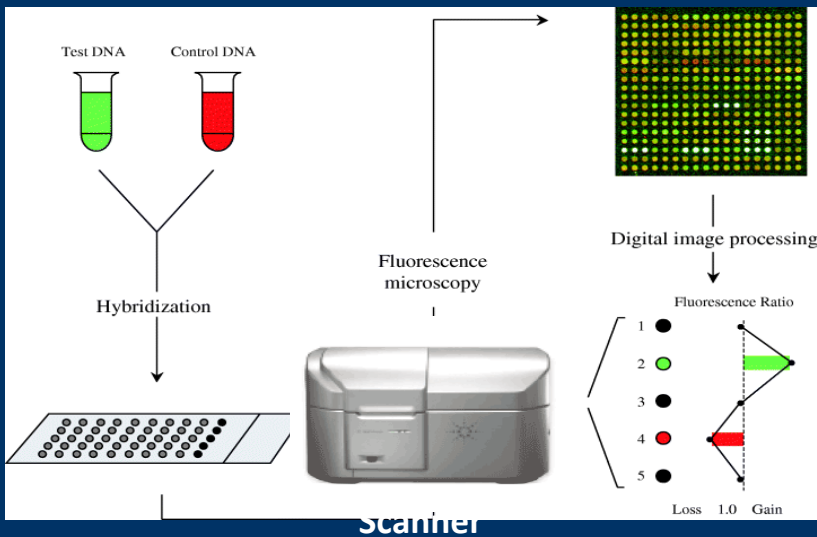 Test DNA
Control DNA
Hybridization
Fluorescence
microscopy
Scanner
Digital image processing
Fluorescence Ratio
1
2
3
4
5
Loss 1.0 Gain